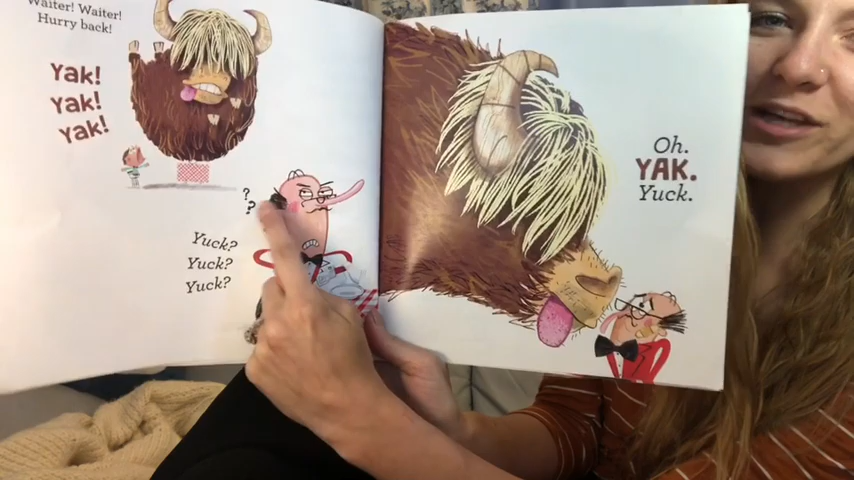 Waiter! Waiter!
Hurry back!
Yak!
Yak!
Yak!
?
?
Yuck?
Yuck?
Yuck?
Oh.
YAK.
Yuck.